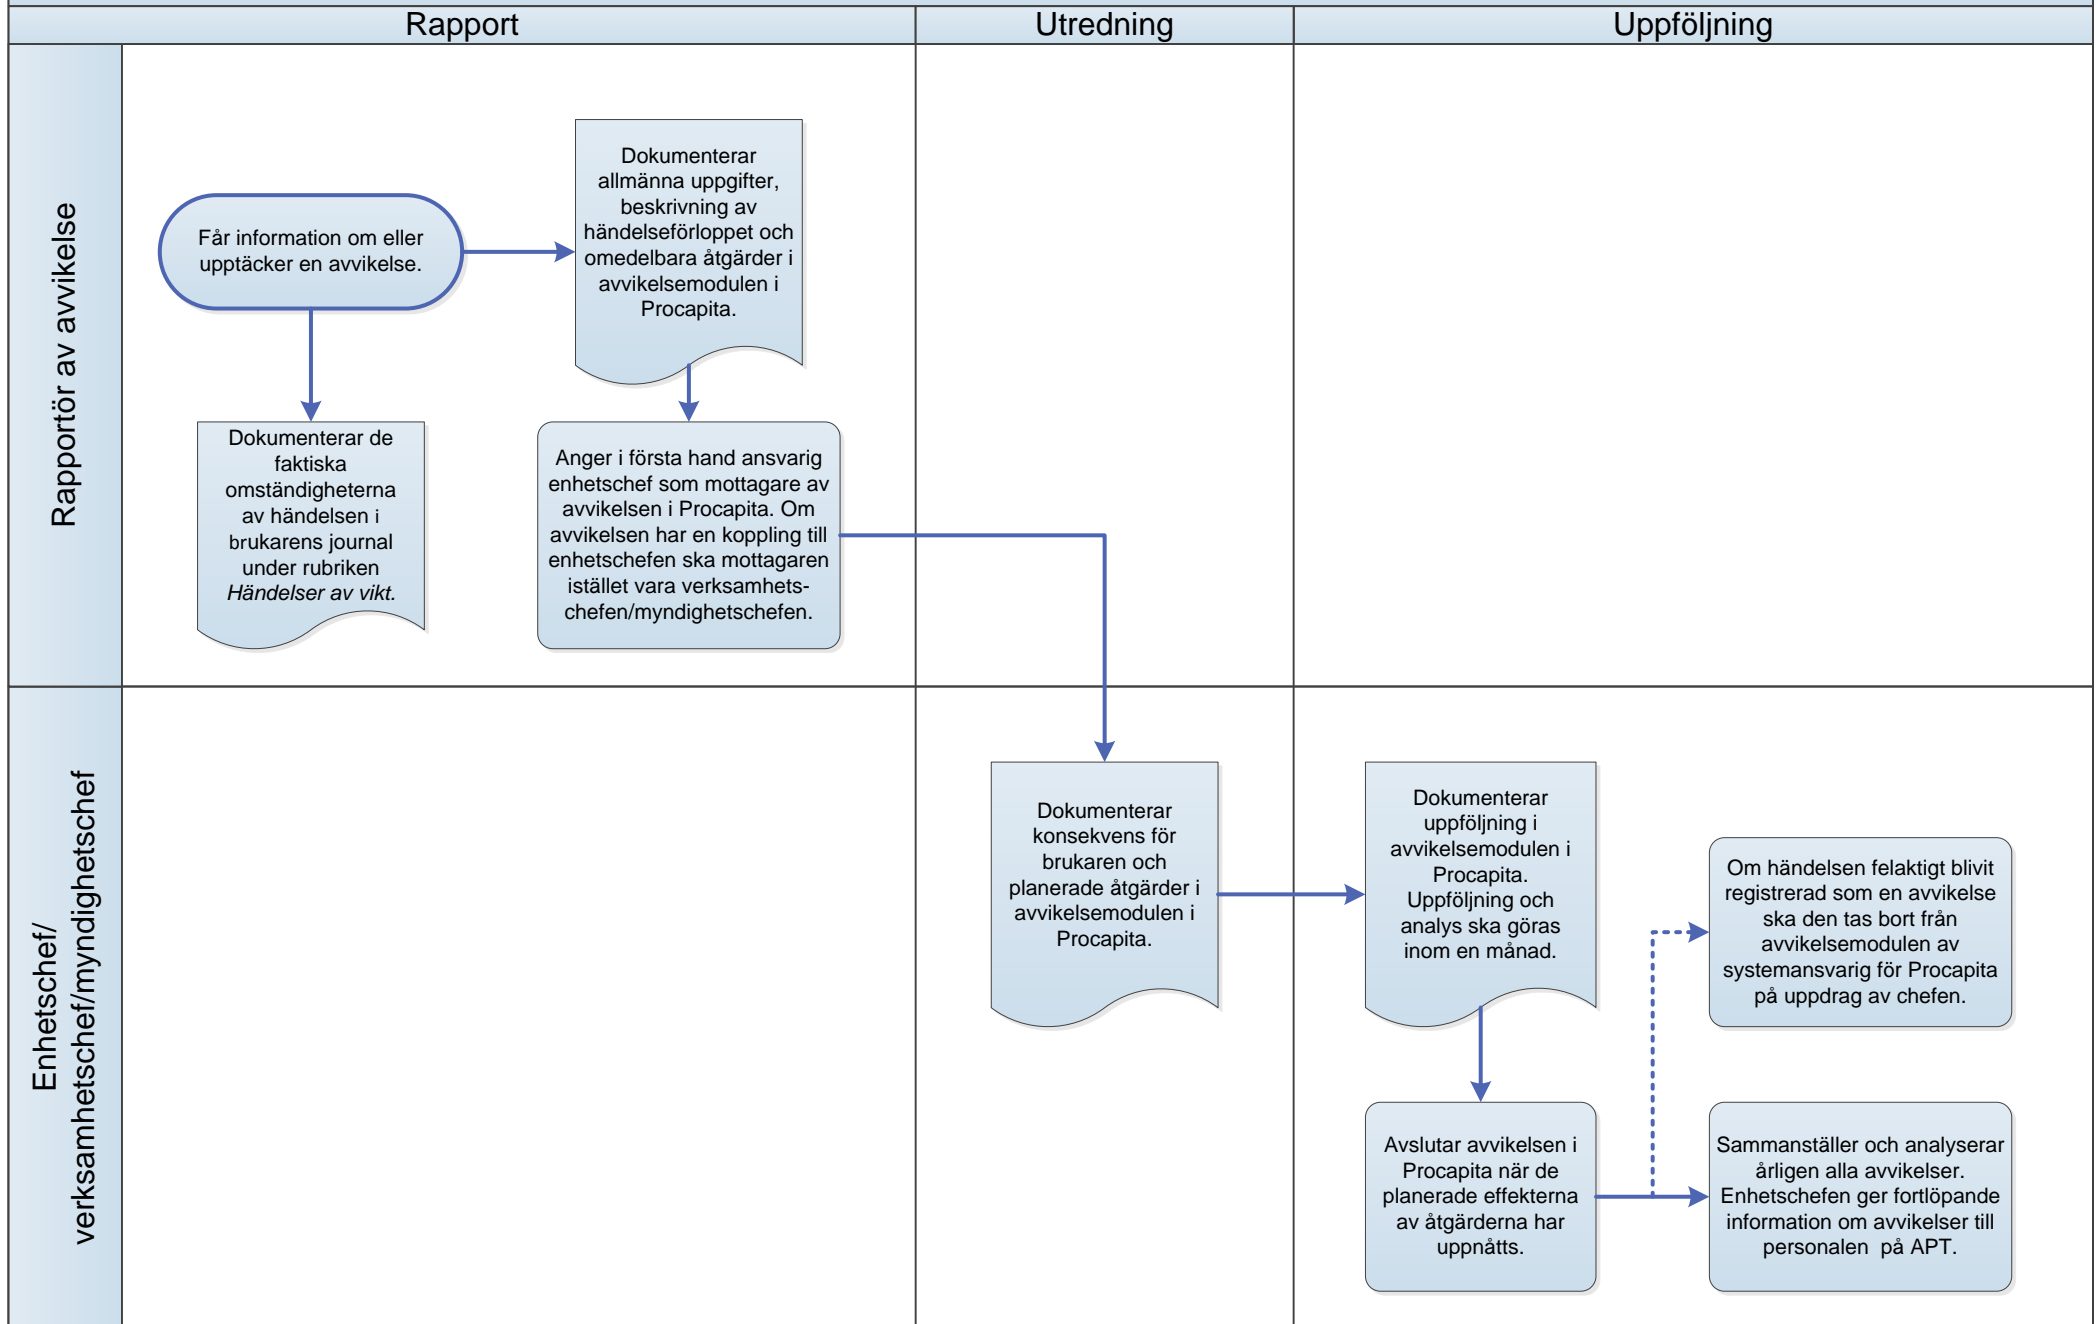 Rapport
Utredning
Uppföljning
Rapportör av avvikelse
Får information om eller
upptäcker en avvikelse.
Dokumenterar
allmänna uppgifter,
beskrivning av
händelseförloppet och
omedelbara åtgärder i
avvikelsemodulen i
Procapita.
Dokumenterar de
faktiska
omständigheterna
av händelsen i
brukarens journal
under rubriken
Händelser av vikt.
Anger i första hand ansvarig
enhetschef som mottagare av
avvikelsen i Procapita. Om
avvikelsen har en koppling till
enhetschefen ska mottagaren
istället vara verksamhets-
chefen/myndighetschefen.
Enhetschef/
verksamhetschef/myndighetschef
Dokumenterar
konsekvens för
brukaren och
planerade åtgärder i
avvikelsemodulen i
Procapita.
Dokumenterar
uppföljning i
avvikelsemodulen i
Procapita.
Uppföljning och
analys ska göras
inom en månad.
Om händelsen felaktigt blivit
registrerad som en avvikelse
ska den tas bort från
avvikelsemodulen av
systemansvarig för Procapita
på uppdrag av chefen.
Avslutar avvikelsen i
Procapita när de
planerade effekterna
av åtgärderna har
uppnåtts.
Sammanställer och analyserar
årligen alla avvikelser.
Enhetschefen ger fortlöpande
information om avvikelser till
personalen  på APT.